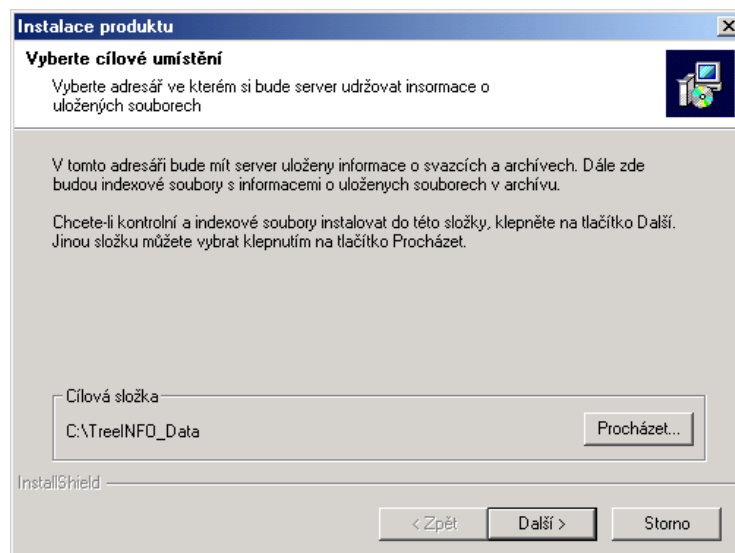 Instalace produktu
Vyberte cílové umístění
Vyberte adresář ve kterém si bude server udržovat insormace o
uložených souborech
V tomto adresáři bude mít server uloženy informace o svazcích a archívech. Dále zde
budou indexové soubory s informacemi o uloženych souborech v archívu.
Chcete-li kontrolní a indexové soubory instalovat do této složky, klepněte na tlačítko Další.
Jinou složku můžete vybrat klepnutím na tlačítko Procházet.
Cílová složka
C:\TreeINFO_Data
Procházet...
InstallShield
< Zpět
Další >
Storno